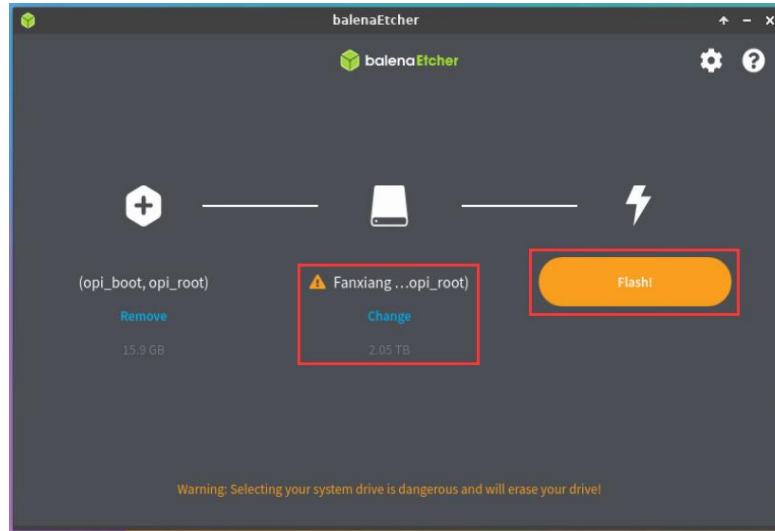 balenaEtcher
balenaEtcher
(opi_boot, opi_root)
Remove
15.9 GB
Fanxiang ...opi_root)
Change
2.05 TB
Flash!
Warning: Selecting your system drive is dangerous and will erase your drive!